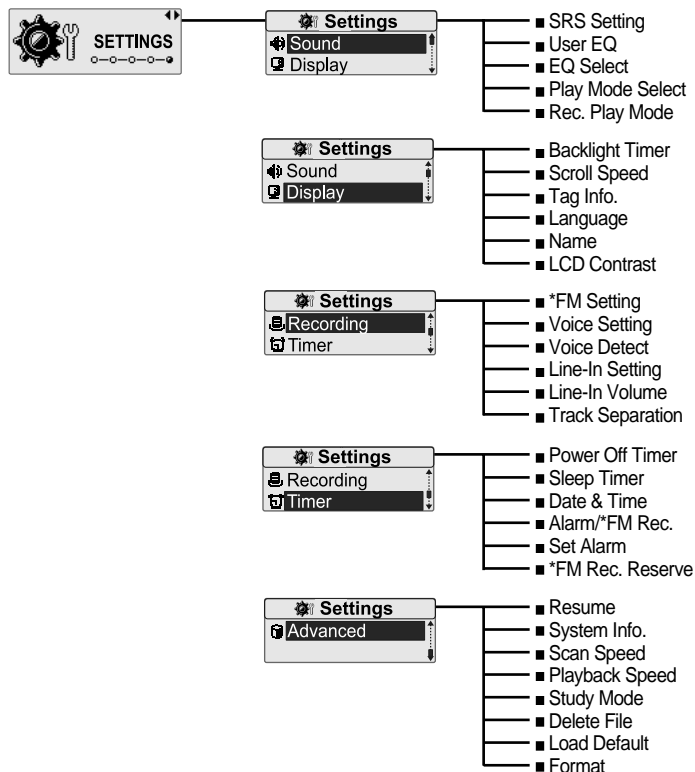 SETTINGS
Settings
Sound
Display
■ SRS Setting
■ User EQ
■ EQ Select
■ Play Mode Select
■ Rec. Play Mode
Settings
Sound
Display
■ Backlight Timer
■ Scroll Speed
■ Tag Info.
■ Language
■ Name
■ LCD Contrast
Settings
Recording
Timer
■ *FM Setting
■ Voice Setting
■ Voice Detect
■ Line-In Setting
■ Line-In Volume
■ Track Separation
Settings
Recording
Timer
■ Power Off Timer
■ Sleep Timer
■ Date & Time
■ Alarm/*FM Rec.
■ Set Alarm
■ *FM Rec. Reserve
Settings
Advanced
■ Resume
■ System Info.
■ Scan Speed
■ Playback Speed
■ Study Mode
■ Delete File
■ Load Default
■ Format